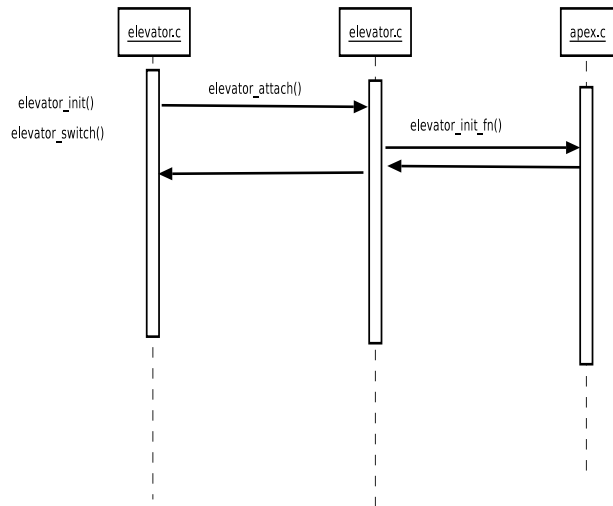 elevator.c
elevator.c
apex.c
elevator_attach()
elevator_init()
elevator_init_fn()
elevator_switch()